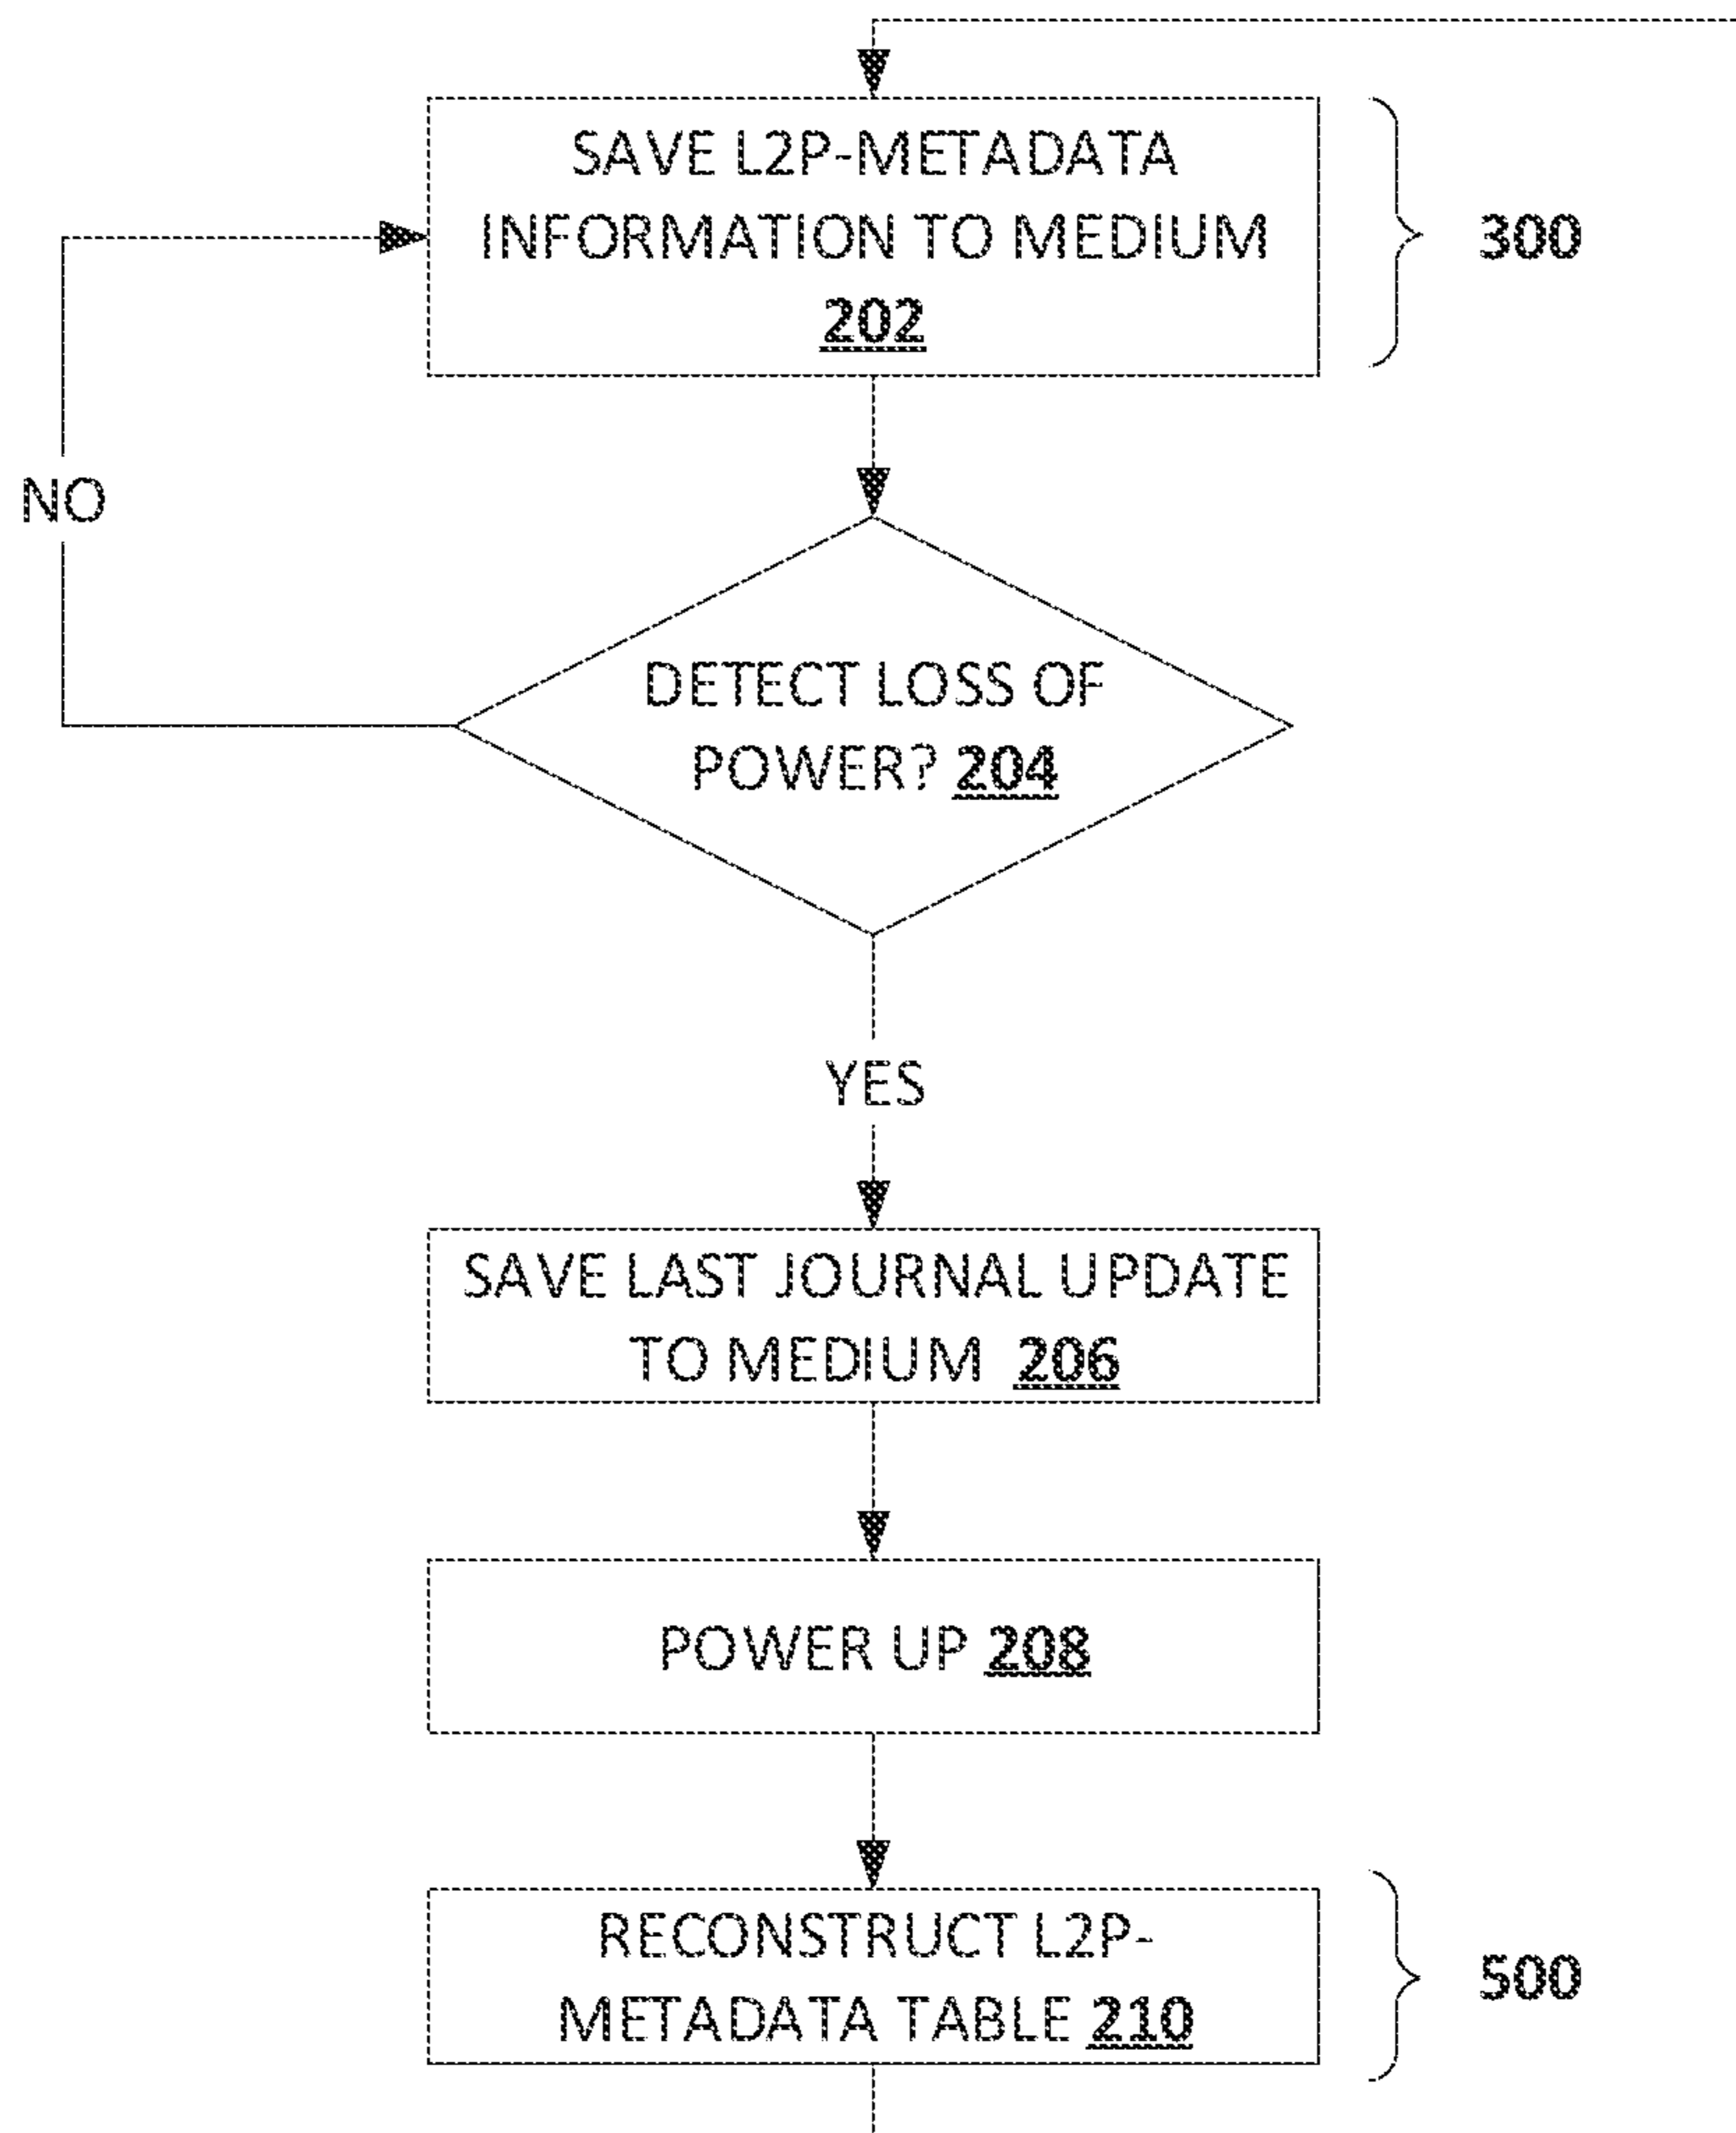 SAVE L2P-METADATA
INFORMATION TO MEDIUM
202
300
NO
DETECT LOSS OF
POWER? 204
YES
SAVE LAST JOURNAL UPDATE
TO MEDIUM 206
POWER UP 208
RECONSTRUCT L2P-
METADATA TABLE 210
500